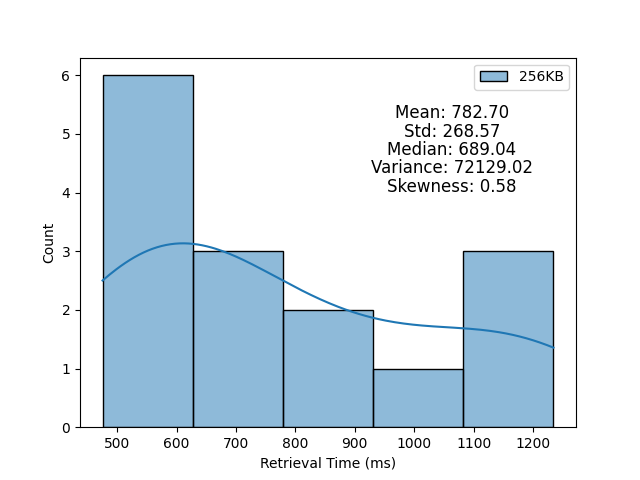 256KB
Mean: 782.70
Std: 268.57
Median: 689.04
Variance: 72129.02
Skewness: 0.58
Count
6
5
4
3
2
1
0
500 600 700 800 900 1000 1100 1200
Retrieval Time (ms)